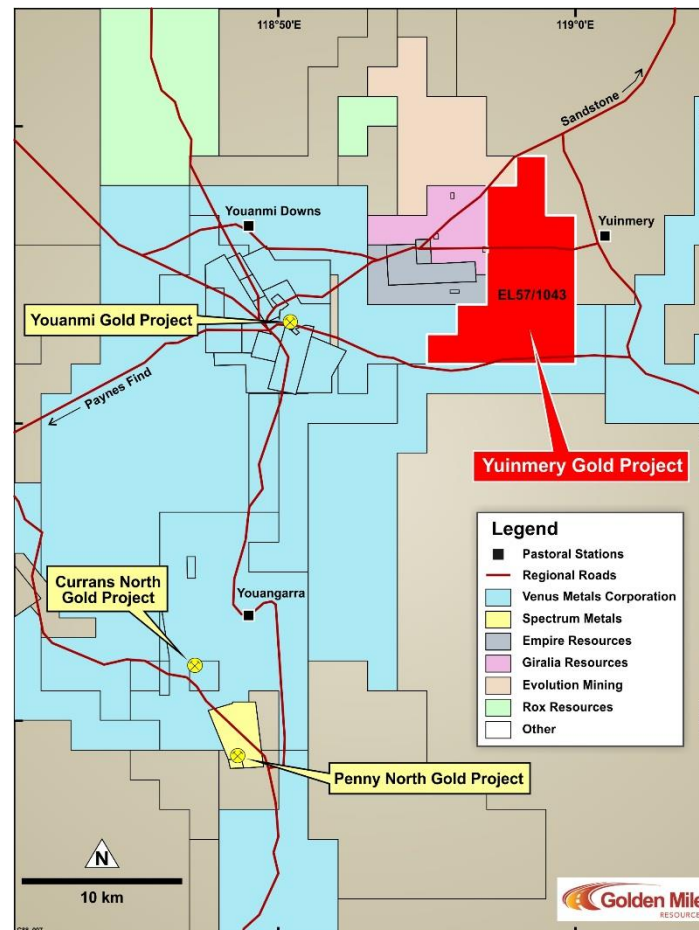 118°50'E
119°0'E
Sandstone
Youanmi Downs
Yuinmery
EL57/1043
Youanmi Gold Project
Paynes Find
Yuinmery Gold Project
Legend
Pastoral Stations
Regional Roads
Venus Metals Corporation
Spectrum Metals
Empire Resources
Giralia Resources
Evolution Mining
Rox Resources
Other
Currans North
Gold Project
Youangarra
Penny North Gold Project
N
10 km
Golden Mile
RESOURCES